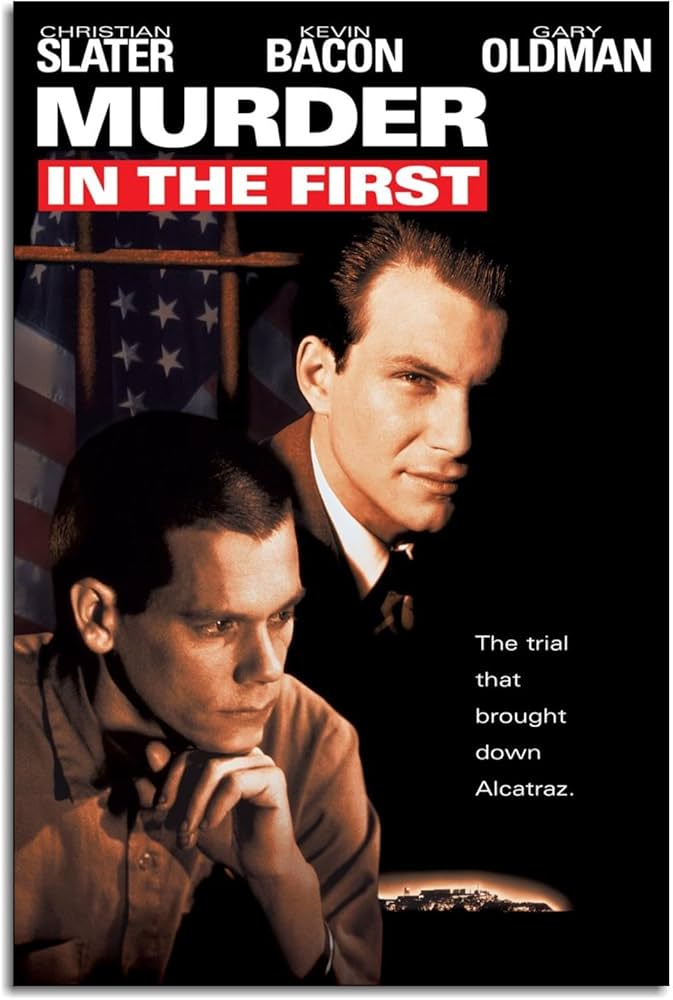 CHRISTIAN KEVIN GARY
SLATER BACON OLDMAN
MURDER
IN THE FIRST
The trial
that
brought
down
Alcatraz.